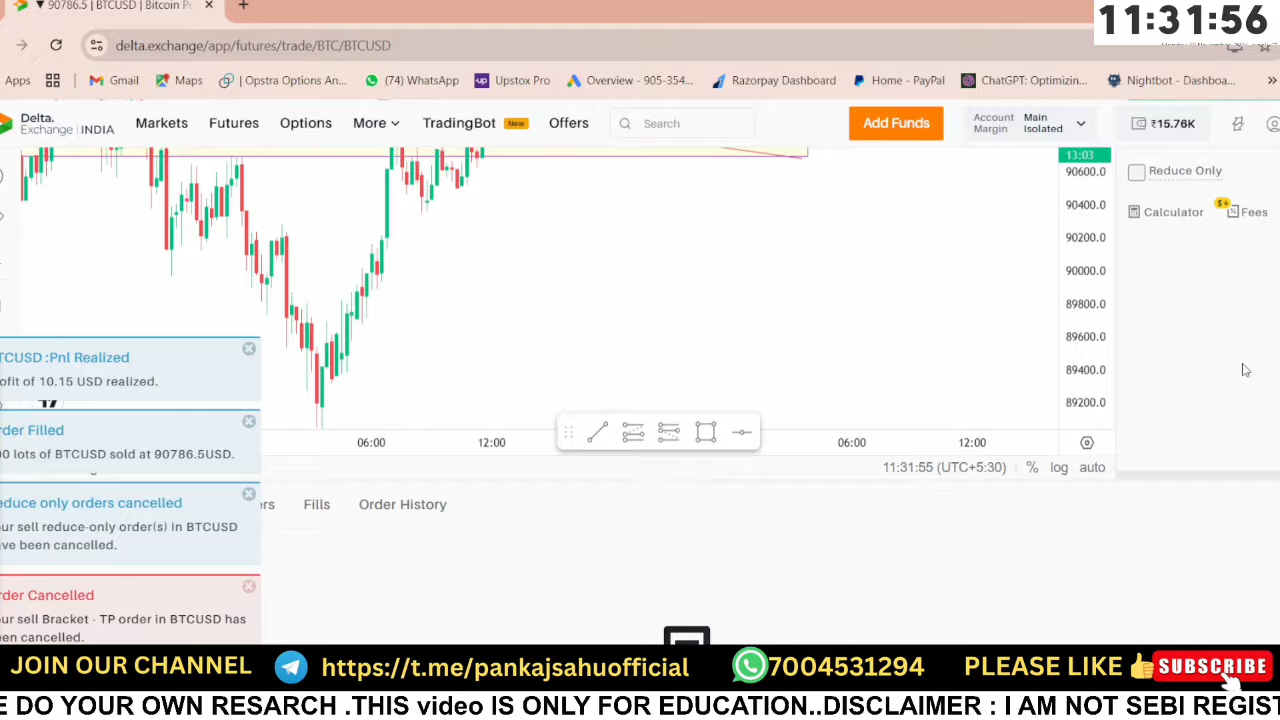 11:31:56
▼ 90786.5 | BTCUSD | Bitcoin P
delta.exchange/app/futures/trade/BTC/BTCUSD
Apps
Gmail
Maps
Opstra Options An...
(74) WhatsApp
Upstox Pro
Overview - 905-354...
Razorpay Dashboard
Home - PayPal
ChatGPT: Optimizin...
Nightbot - Dashboa...
Delta.
Exchange | INDIA
Markets
Futures
Options
More
TradingBot New
Offers
Search
Add Funds
Account
Margin
Main
Isolated
₹15.76K
13:03
90600.0
90400.0
90200.0
90000.0
89800.0
89600.0
89400.0
89200.0
Reduce Only
Calculator
Fees
TCUSD :Pnl Realized
ofit of 10.15 USD realized.
rder Filled
00 lots of BTCUSD sold at 90786.5USD.
educe only orders cancelled
ur sell reduce-only order(s) in BTCUSD
ave been cancelled.
rder Cancelled
ur sell Bracket - TP order in BTCUSD has
en cancelled.
06:00
12:00
06:00
12:00
11:31:55 (UTC+5:30)
%
log
auto
ers
Fills
Order History
JOIN OUR CHANNEL
https://t.me/pankajsahuofficial
7004531294
PLEASE LIKE
SUBSCRIBE
E DO YOUR OWN RESARCH .THIS video IS ONLY FOR EDUCATION..DISCLAIMER : I AM NOT SEBI REGIST